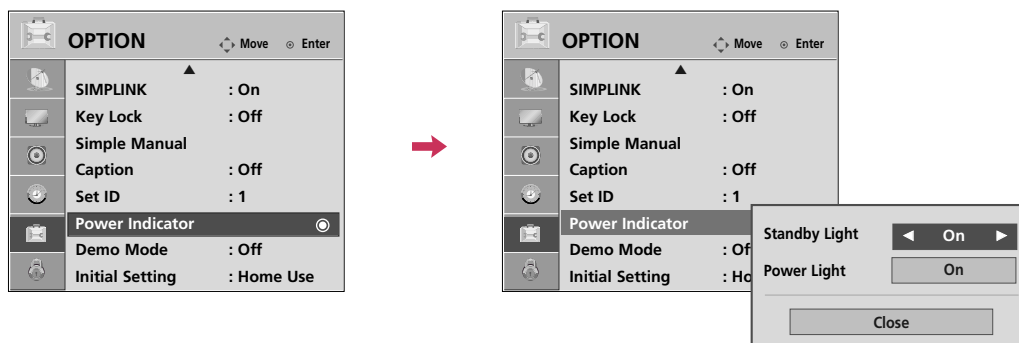 OPTION Move Enter
SIMPLINK : On
Key Lock : Off
Simple Manual
Caption : Off
Set ID : 1
Power Indicator
Demo Mode : Off
Initial Setting : Home Use
OPTION Move Enter
SIMPLINK : On
Key Lock : Off
Simple Manual
Caption : Off
Set ID : 1
Power Indicator
Demo Mode : Of
Initial Setting : Ho
Standby Light ◀ On ▶
Power Light On
Close